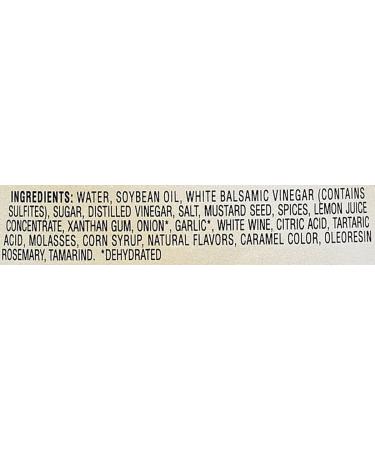 INGREDIENTS: WATER, SOYBEAN OIL, WHITE BALSAMIC VINEGAR (CONTAINS
SULFITES), SUGAR, DISTILLED VINEGAR, SALT, MUSTARD SEED, SPICES, LEMON JUICE
CONCENTRATE, XANTHAN GUM, ONION*, GARLIC*, WHITE WINE, CITRIC ACID, TARTARIC
ACID, MOLASSES, CORN SYRUP, NATURAL FLAVORS, CARAMEL COLOR, OLEORESIN
ROSEMARY, TAMARIND. *DEHYDRATED